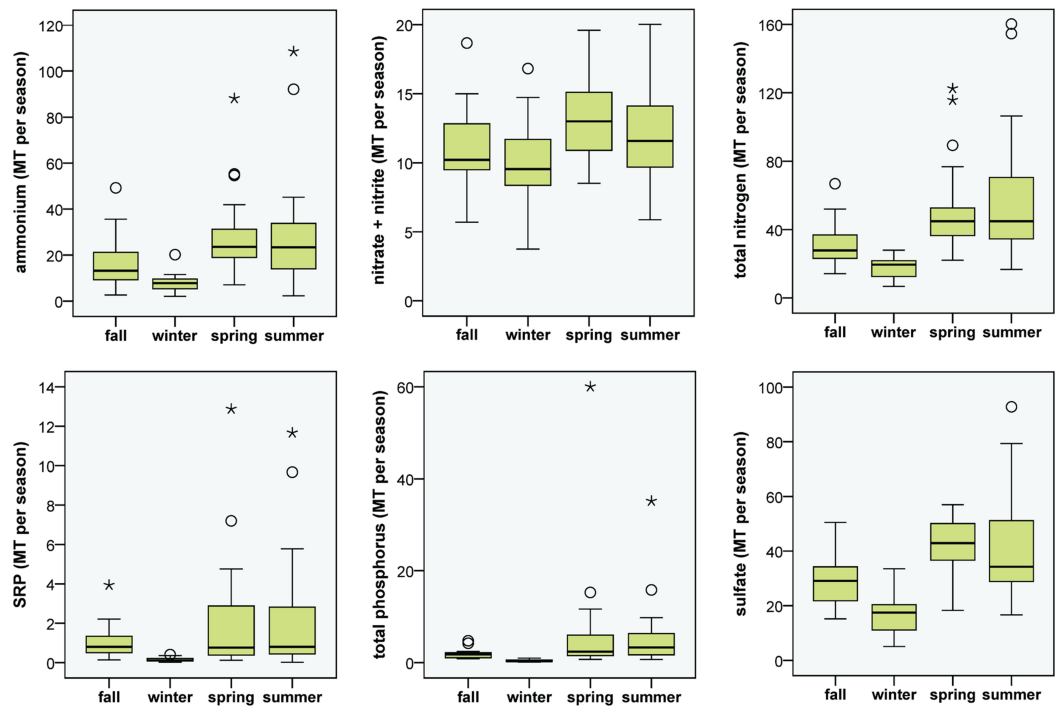 ammonium (MT per season)
120
100
80
60
40
20
0
fall winter spring summer
nitrate + nitrite (MT per season)
20
15
10
5
0
fall winter spring summer
total nitrogen (MT per season)
160
120
80
40
0
fall winter spring summer
SRP (MT per season)
14
12
10
8
6
4
2
0
fall winter spring summer
total phosphorus (MT per season)
60
40
20
0
fall winter spring summer
sulfate (MT per season)
100
80
60
40
20
0
fall winter spring summer